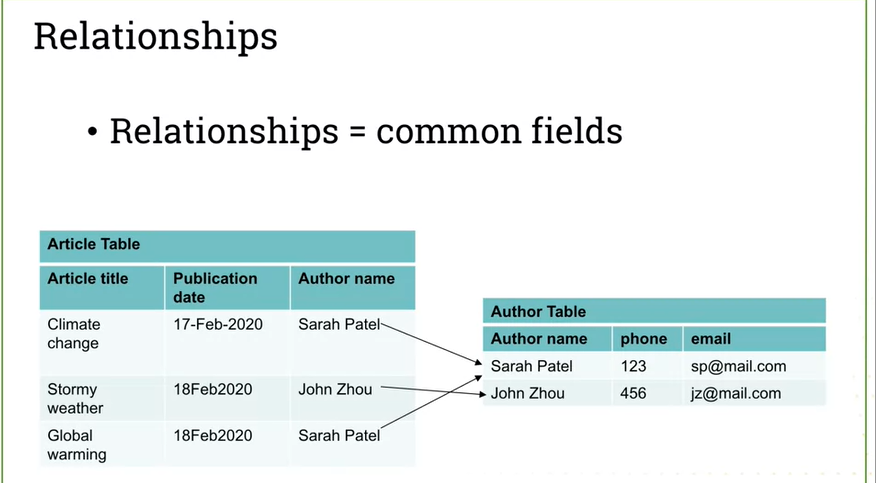 Relationships
• Relationships = common fields
Article Table
Article title Publication date Author name
Climate change 17-Feb-2020 Sarah Patel
Stormy weather 18Feb2020 John Zhou
Global warming 18Feb2020 Sarah Patel
Author Table
Author name phone email
Sarah Patel 123 sp@mail.com
John Zhou 456 jz@mail.com